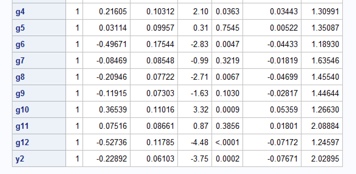 g4 1 0.21605 0.10312 2.10 0.0363 0.03443 1.30991
g5 1 0.03114 0.09957 0.31 0.7545 0.00522 1.35087
g6 1 -0.49671 0.17544 -2.83 0.0047 -0.04433 1.18930
g7 1 -0.08469 0.08548 -0.99 0.3219 -0.01819 1.63546
g8 1 -0.20946 0.07722 -2.71 0.0067 -0.04699 1.45540
g9 1 -0.11915 0.07303 -1.63 0.1030 -0.02817 1.44644
g10 1 0.36539 0.11016 3.32 0.0009 0.05359 1.26630
g11 1 0.07516 0.08661 0.87 0.3856 0.01801 2.08884
g12 1 -0.52736 0.11785 -4.48 <.0001 -0.07172 1.24597
y2 1 -0.22892 0.06103 -3.75 0.0002 -0.07671 2.02895